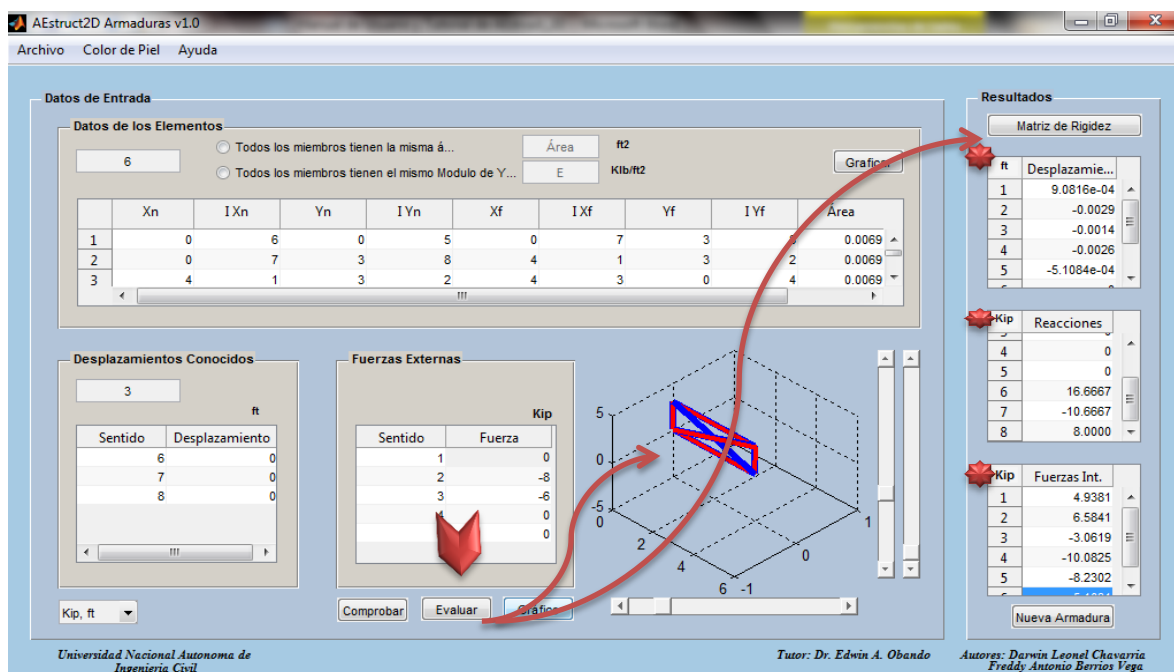 AEstruct2D Armaduras v1.0
Archivo Color de Piel Ayuda
Datos de Entrada
Datos de los Elementos
6
Todos los miembros tienen la misma á...
Área
ft2
Todos los miembros tienen el mismo Modulo de Y...
E
Klb/ft2
Graficar
Xn I Xn Yn I Yn Xf I Xf Yf I Yf Área
1 0 6 0 5 0 7 3 0.0069
2 0 7 3 8 4 1 3 2 0.0069
3 4 1 3 2 4 3 0 4 0.0069
Desplazamientos Conocidos
3
ft
Sentido Desplazamiento
6 0
7 0
8 0
Kip, ft
Fuerzas Externas
Kip
Sentido Fuerza
1 0
2 -8
3 -6
4 0
0
Comprobar Evaluar Gráfico
5
0
-5
0
2
4
6
-1
0
1
Resultados
Matriz de Rigidez
ft Desplazamie...
1 9.0816e-04
2 -0.0029
3 -0.0014
4 -0.0026
5 -5.1084e-04
Kip Reacciones
4 0
5 0
6 16.6667
7 -10.6667
8 8.0000
Kip Fuerzas Int.
1 4.9381
2 6.5841
3 -3.0619
4 -10.0825
5 -8.2302
Nueva Armadura
Universidad Nacional Autonoma de
Ingenieria Civil
Tutor: Dr. Edwin A. Obando
Autores: Darwin Leonel Chavarria
Freddy Antonio Berrios Vega